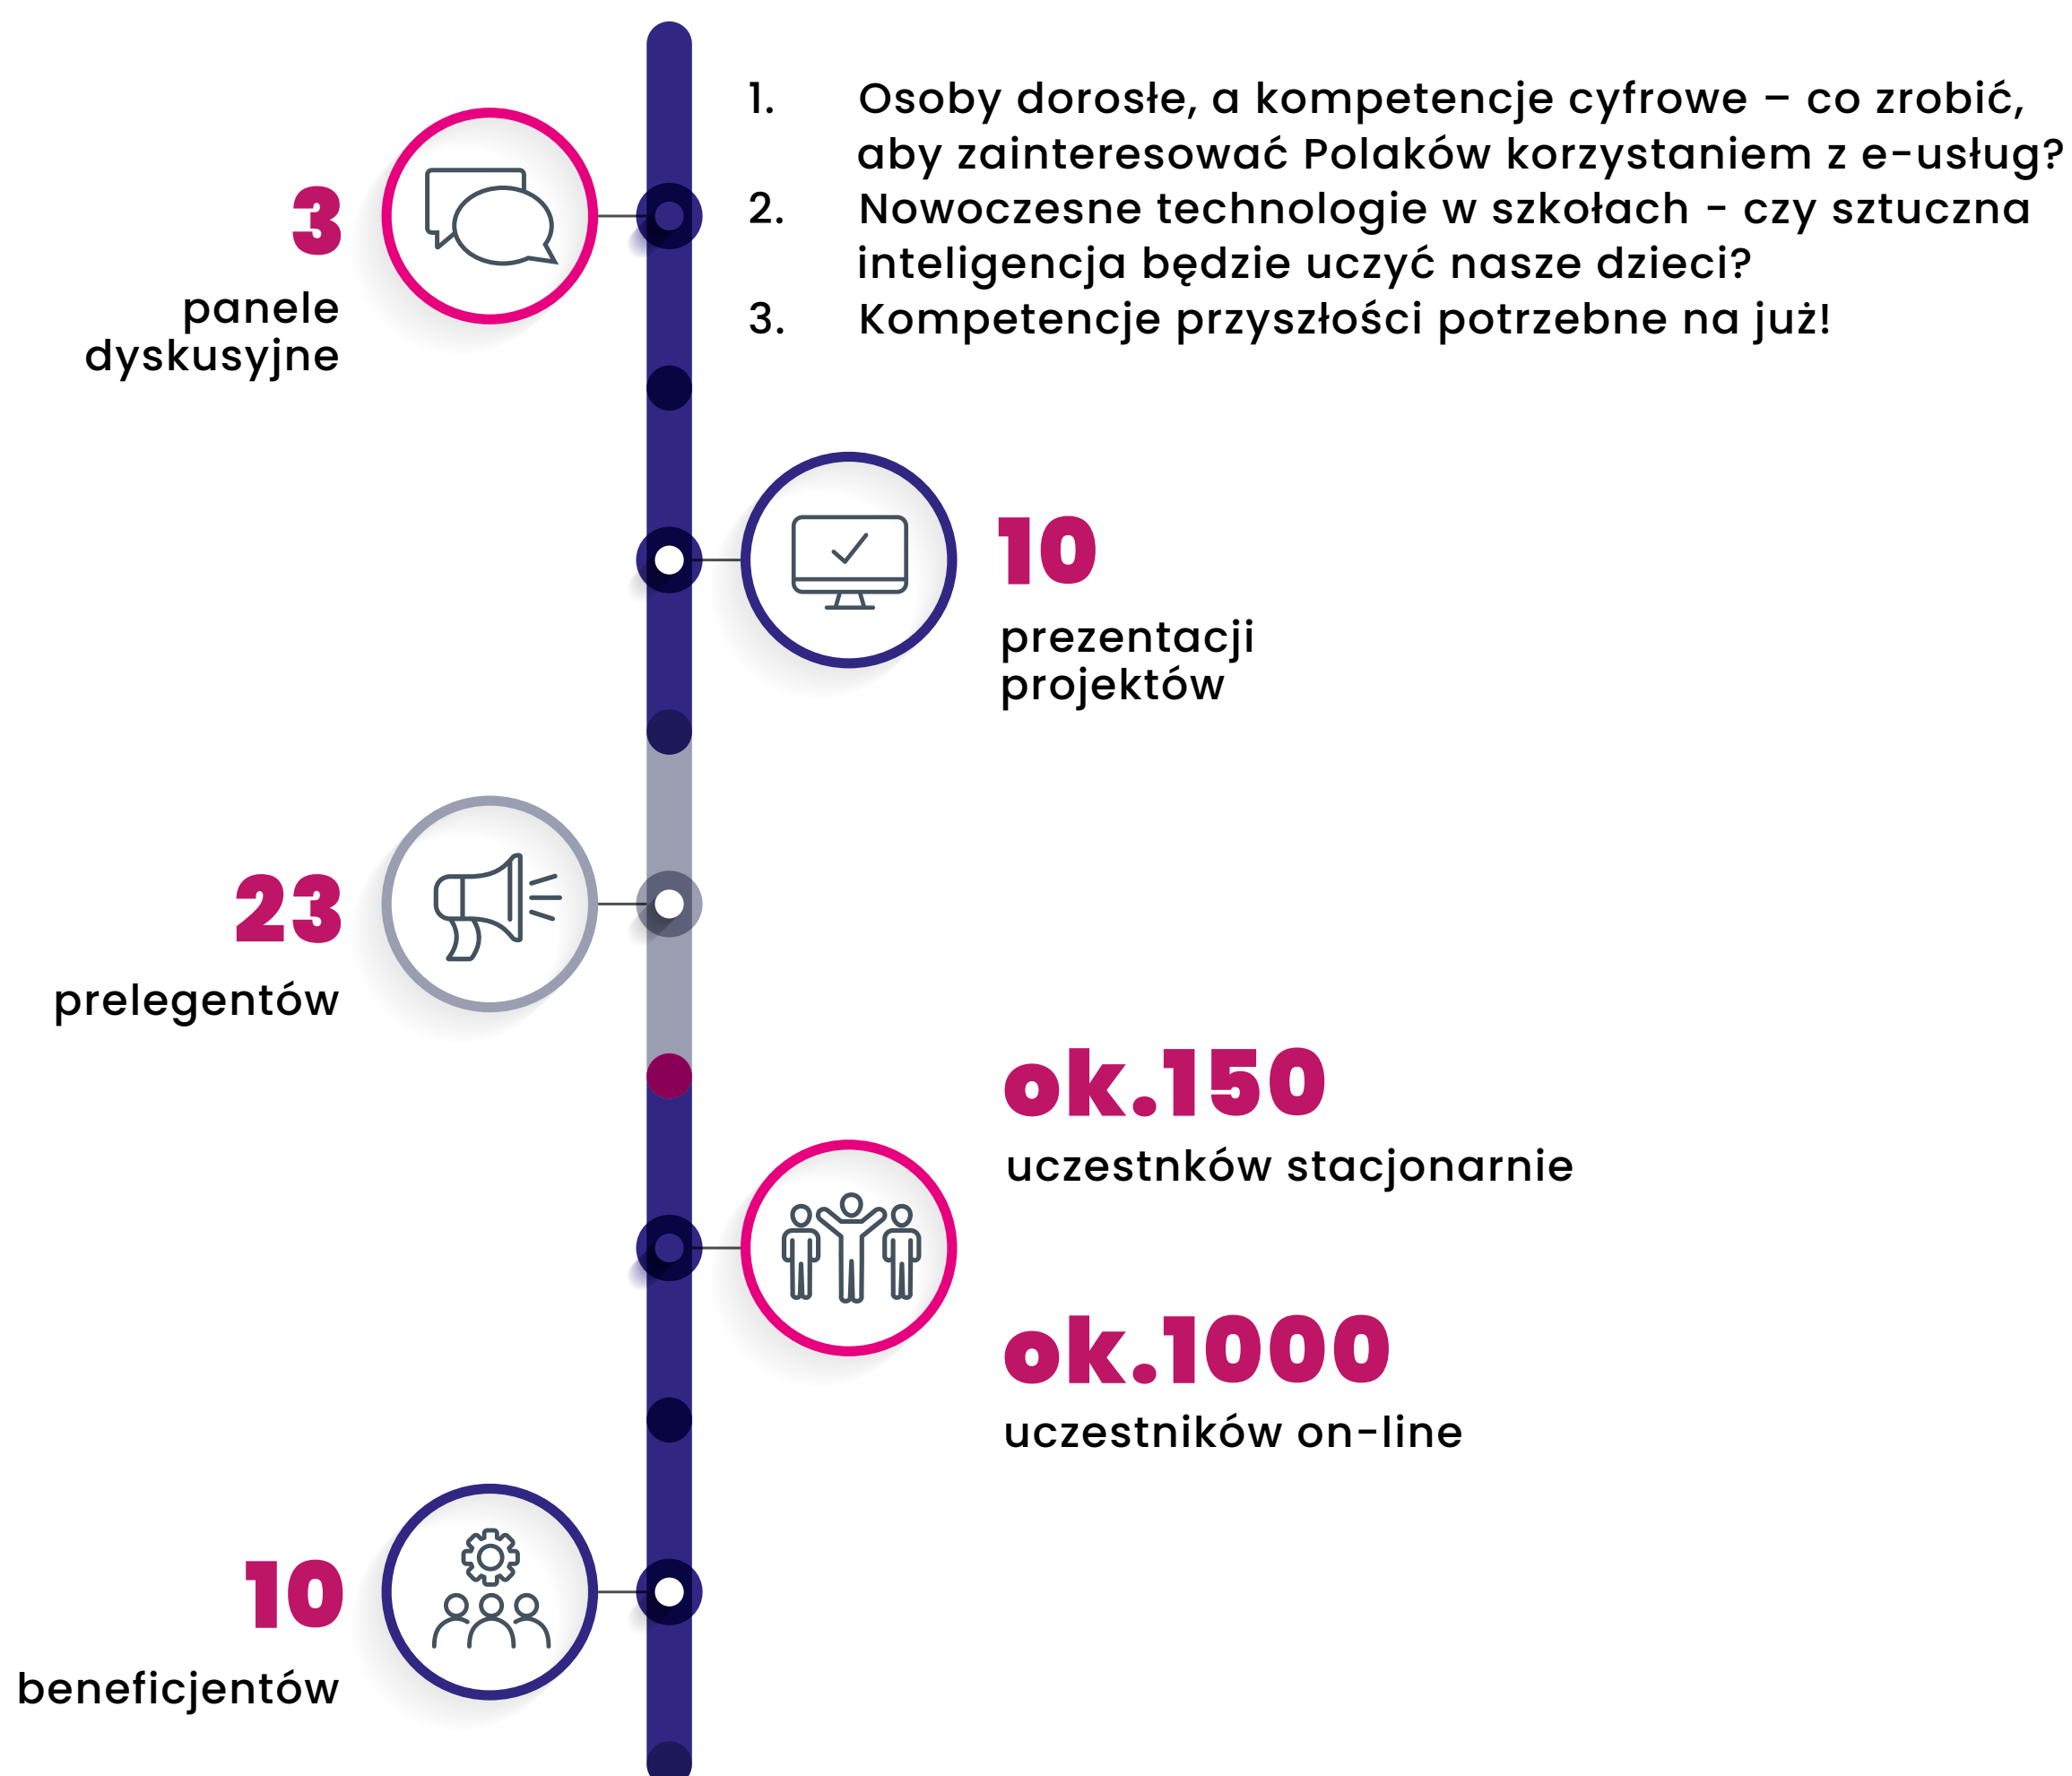 3
panele
dyskusyjne
1. Osoby dorosłe, a kompetencje cyfrowe – co zrobić,
aby zainteresować Polaków korzystaniem z e-usług?
2. Nowoczesne technologie w szkołach - czy sztuczna
inteligencja będzie uczyć nasze dzieci?
3. Kompetencje przyszłości potrzebne na już!
10
prezentacji
projektów
23
prelegentów
ok.150
uczestnków stacjonarnie
ok.1000
uczestników on-line
10
beneficjentów